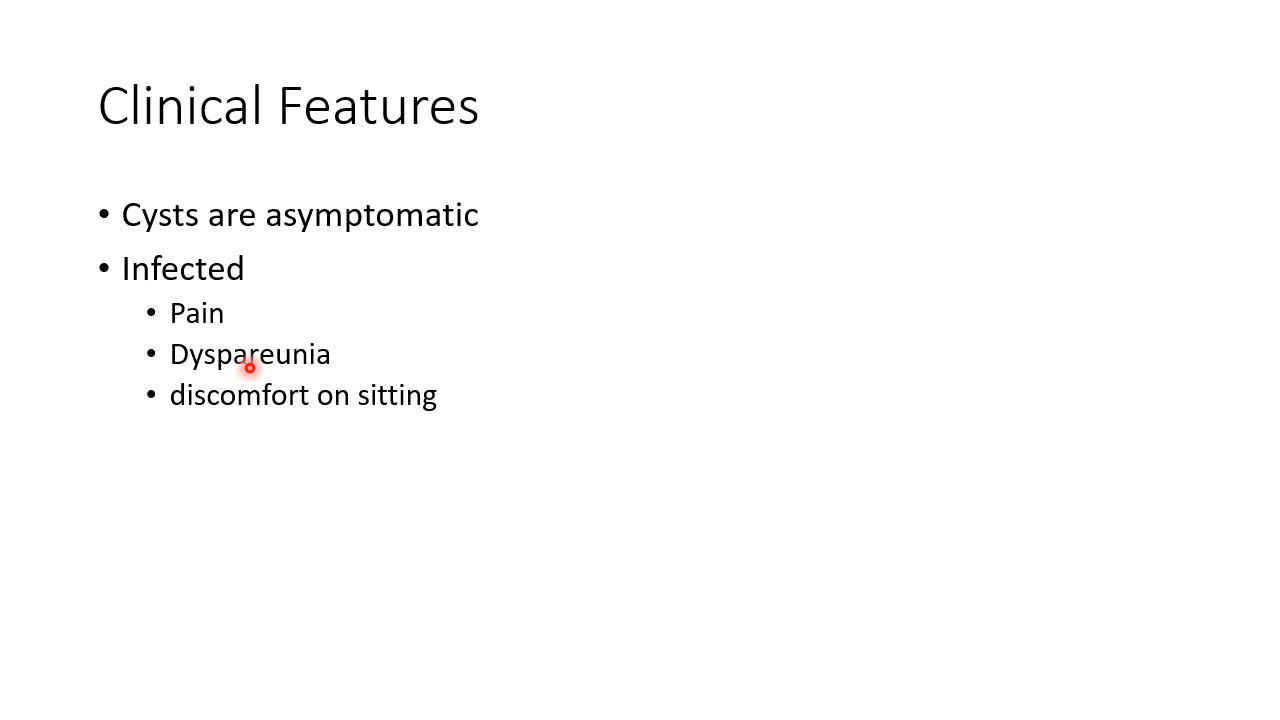 Clinical Features
• Cysts are asymptomatic
• Infected
• Pain
• Dyspareunia
• discomfort on sitting